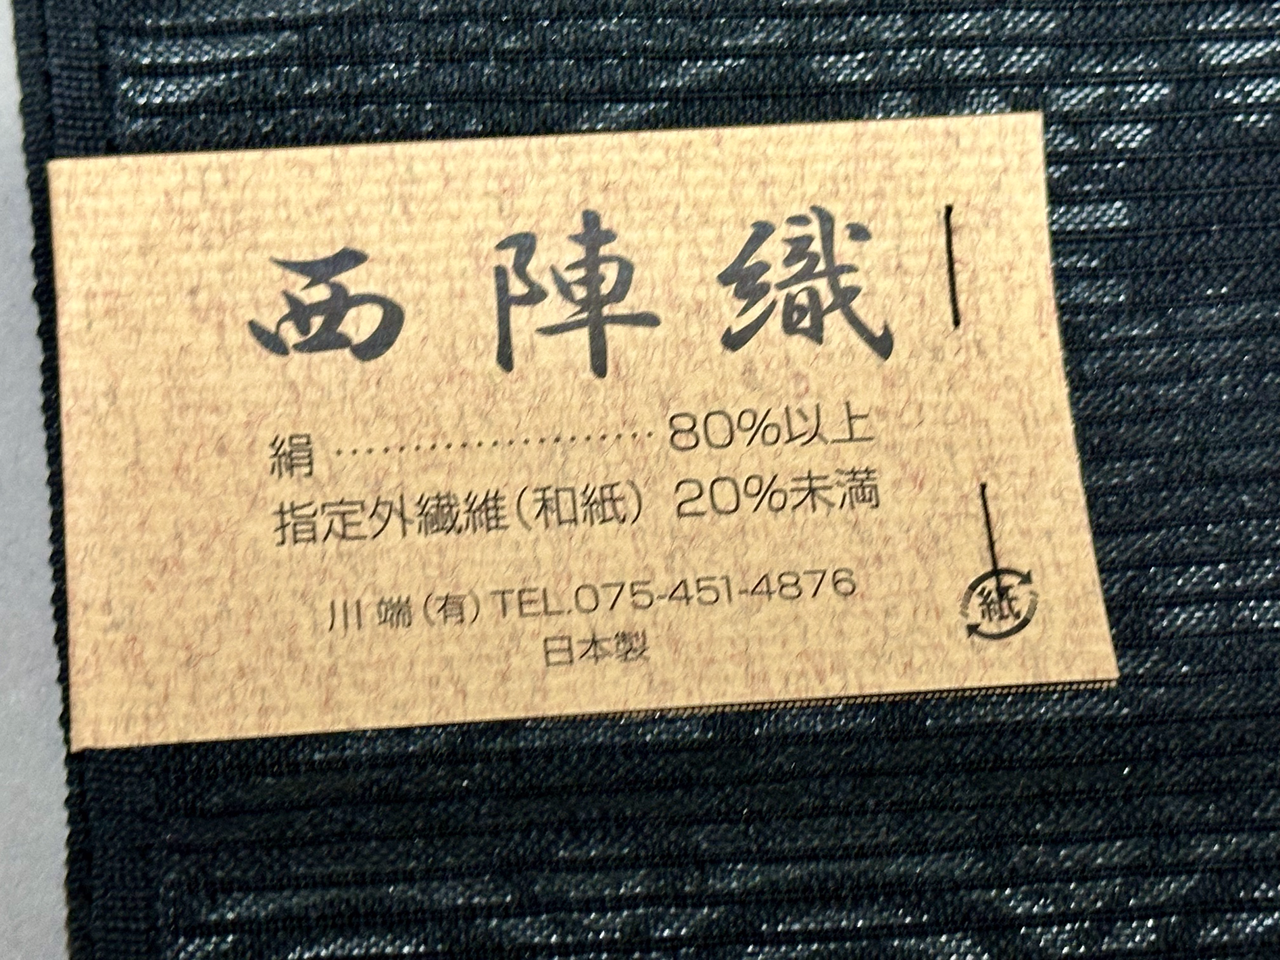 西陣織
絹 ………………… 80%以上
指定外繊維(和紙) 20%未満
川端(有) TEL.075-451-4876
日本製
紙